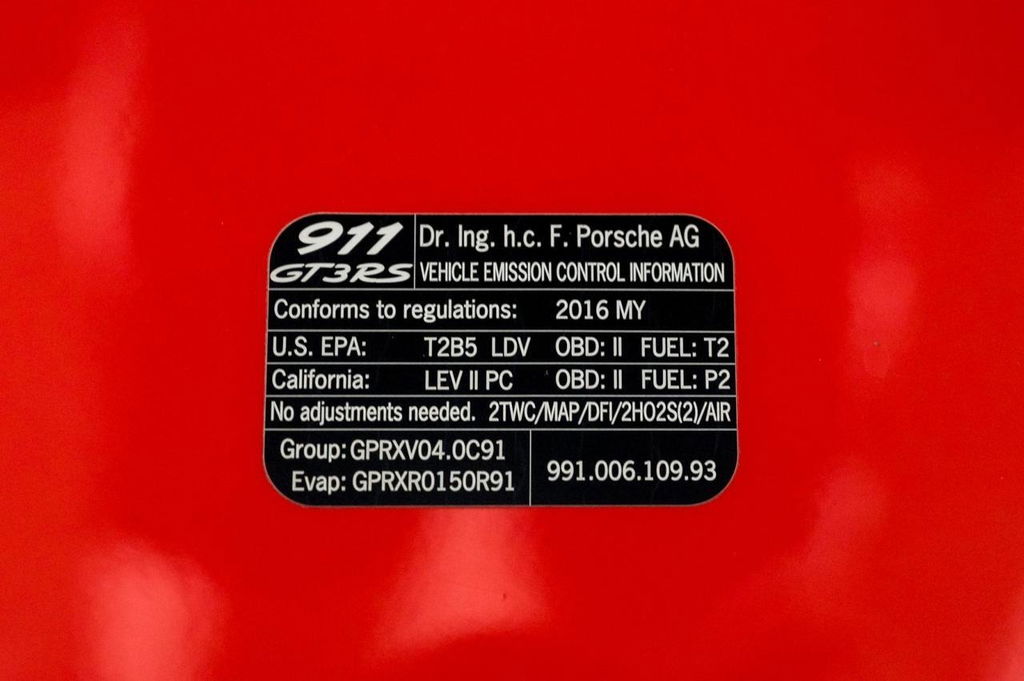 911
GT3RS
Dr. Ing. h.c. F. Porsche AG
VEHICLE EMISSION CONTROL INFORMATION
Conforms to regulations: 2016 MY
U.S. EPA: T2B5 LDV OBD: II FUEL: T2
California: LEV II PC OBD: II FUEL: P2
No adjustments needed. 2TWC/MAP/DFI/2HO2S(2)/AIR
Group: GPRXV04.0C91
Evap: GPRXR0150R91
991.006.109.93